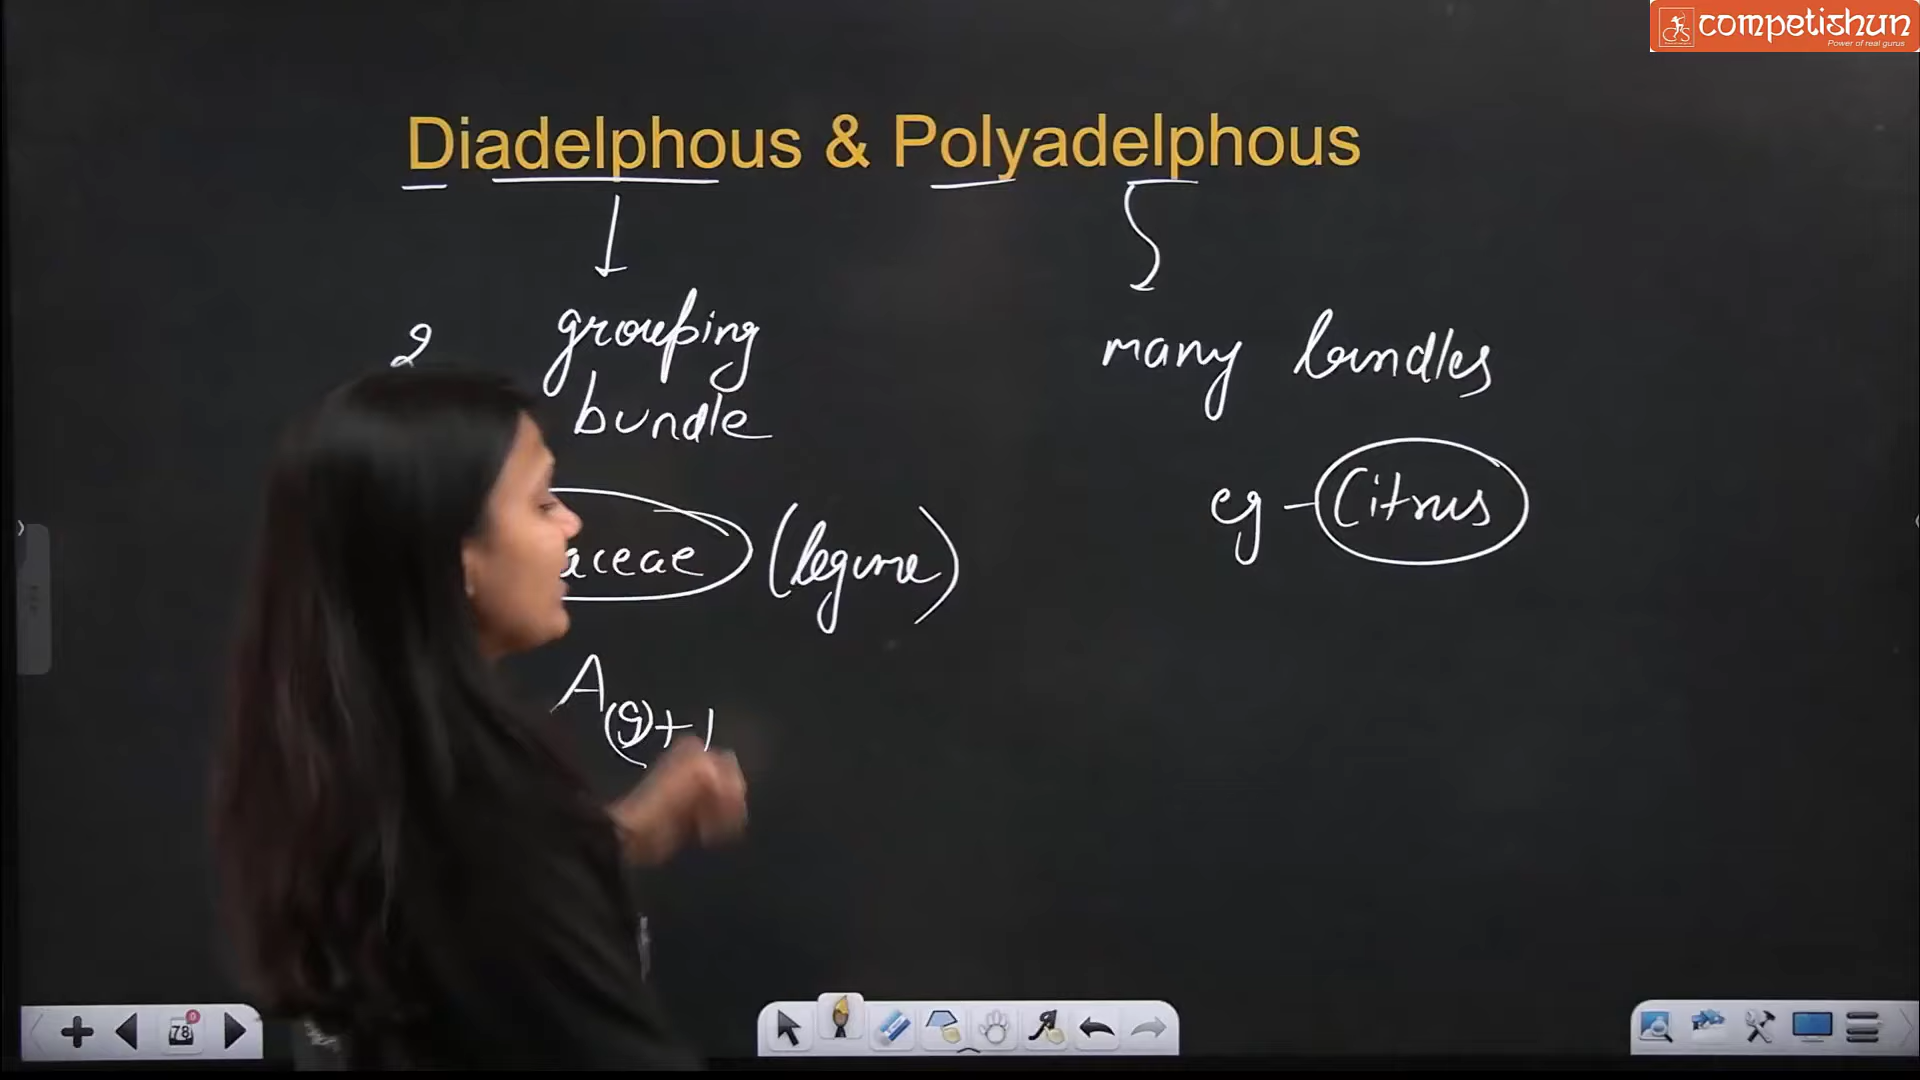 competishun
Power of real gurus
Diadelphous & Polyadelphous
2 grouping
bundle
many bundles
eg - Citrus
aceae (legume)
A(9)+1
78
0